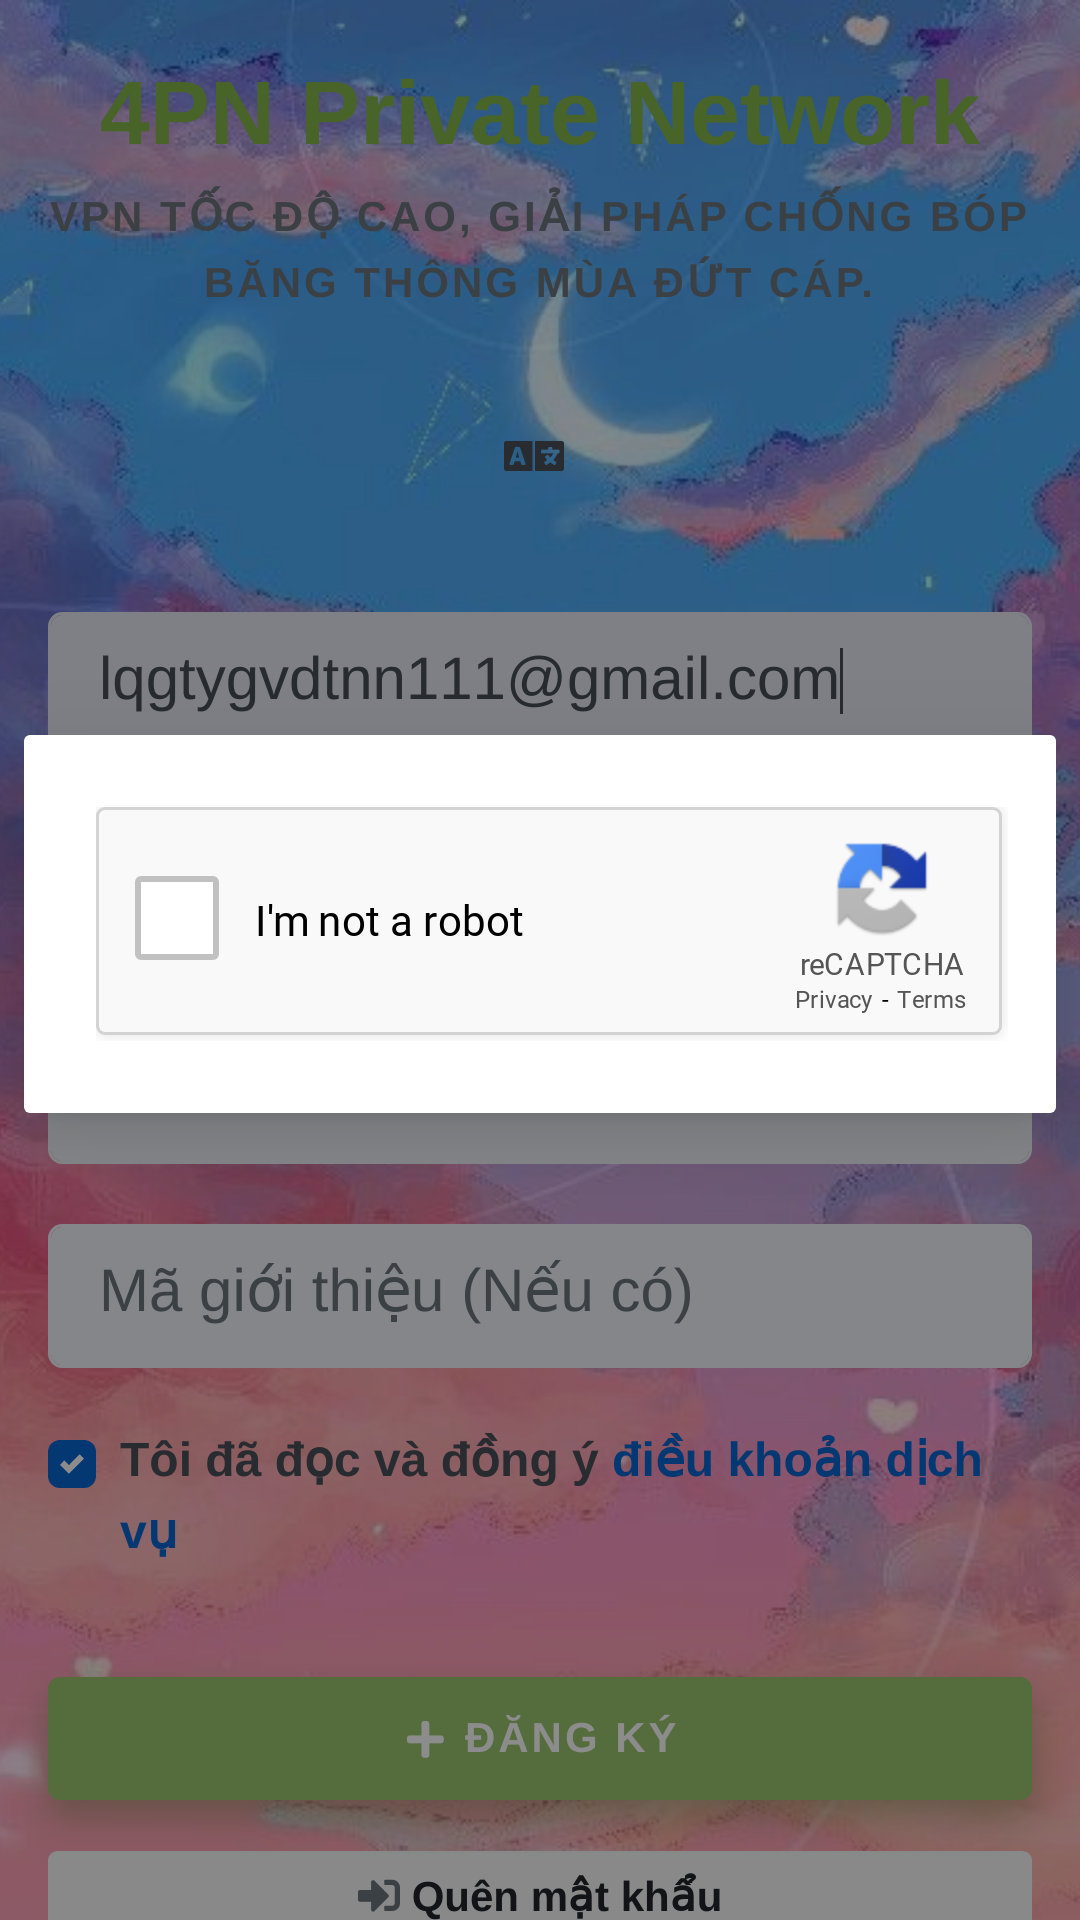 4PN Private Network
VPN TỐC ĐỘ CAO, GIẢI PHÁP CHỐNG BÓP
BĂNG THÔNG MÙA ĐỨT CÁP.
A 文
lqgtygvdtnn111@gmail.com
I'm not a robot
reCAPTCHA
Privacy - Terms
Mã giới thiệu (Nếu có)
Tôi đã đọc và đồng ý điều khoản dịch
vụ
ĐĂNG KÝ
Quên mật khẩu